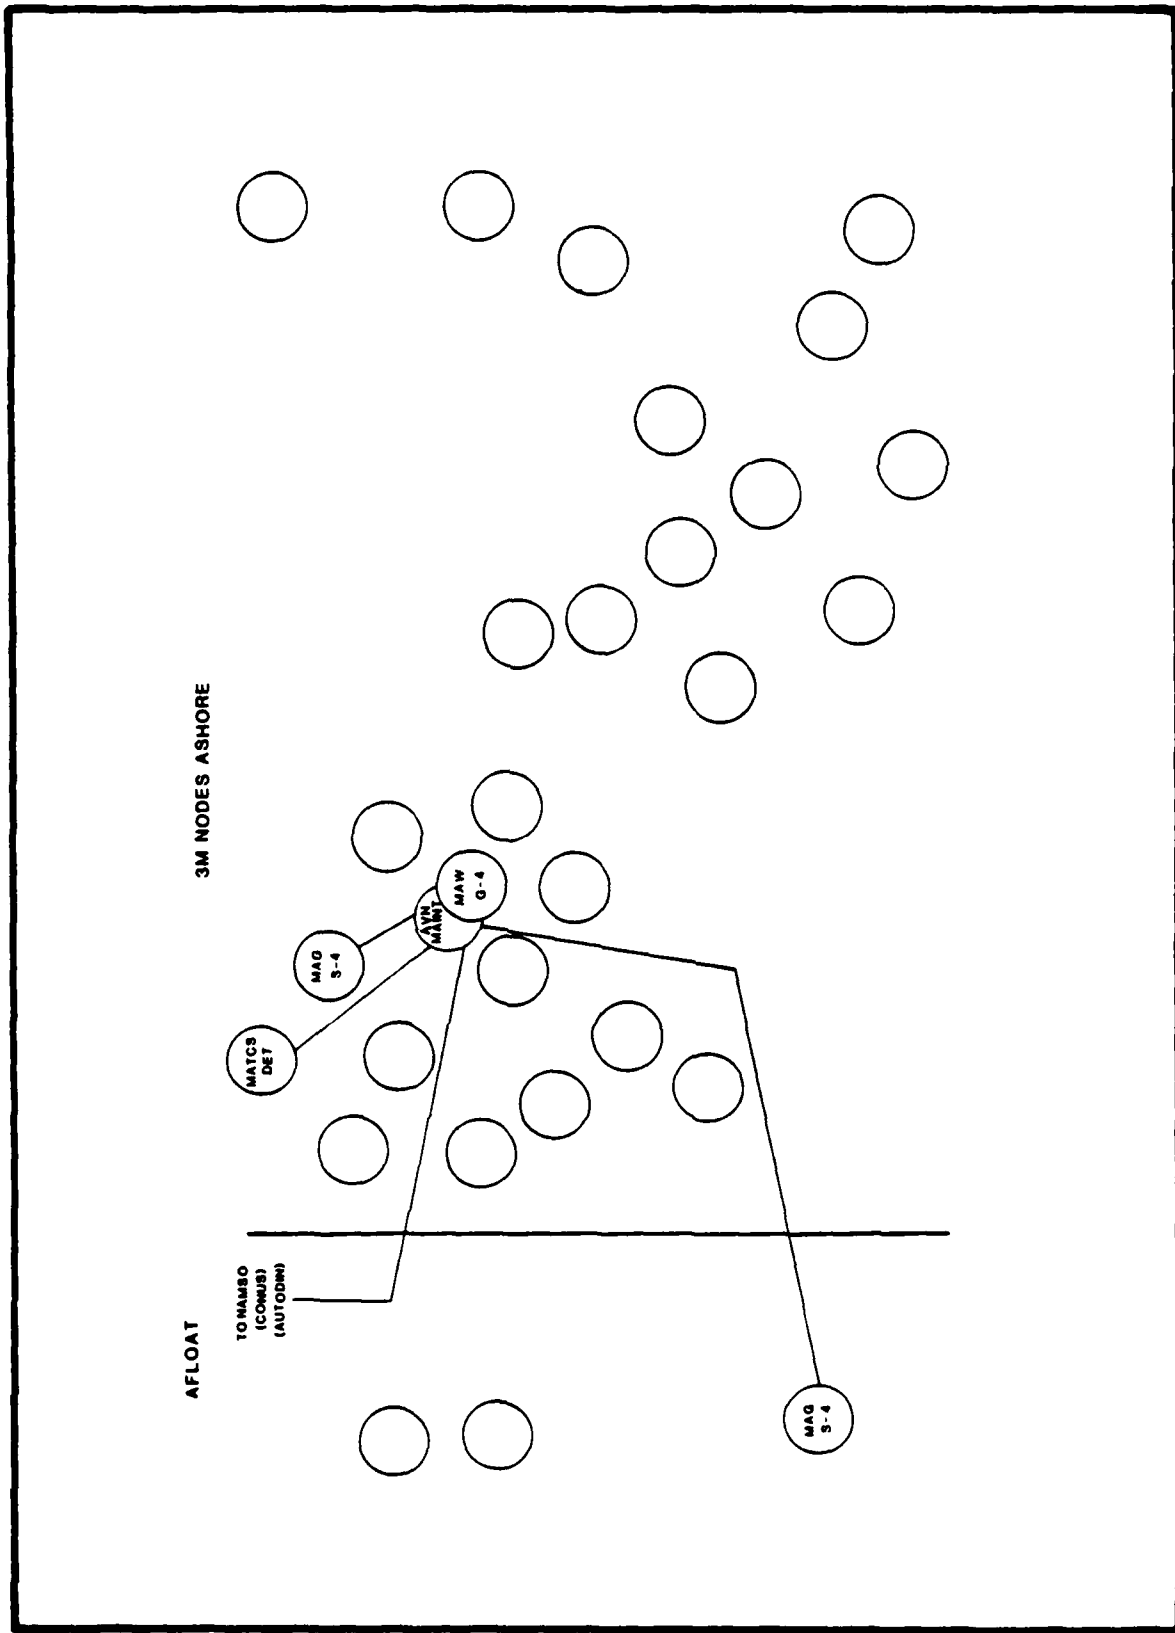 AFLOAT
3M NODES ASHORE
TO NAMSO
(CONUS)
(AUTODIN)
MATCS
DET
MAG
S-4
AVN
MAINT
MAW
G-4
MAG
S-4